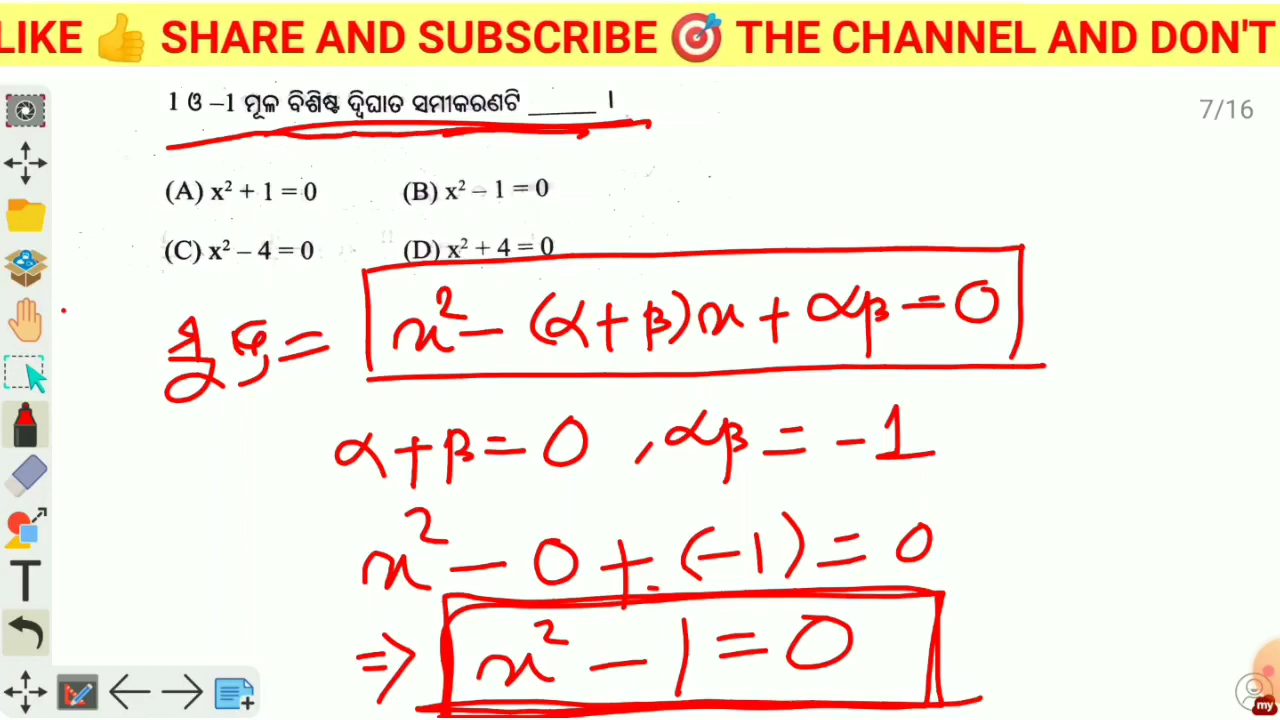 LIKE 👍 SHARE AND SUBSCRIBE 🎯 THE CHANNEL AND DON'T
1 ଓ –1 ମୂଳ ବିଶିଷ୍ଟ ଦ୍ୱିଘାତ ସମୀକରଣଟି _____ ।
7/16
(A) x² + 1 = 0 (B) x² – 1 = 0
(C) x² – 4 = 0 (D) x² + 4 = 0
= x² – (α + β)x + αβ = 0
α + β = 0 , αβ = –1
x² – 0 + (–1) = 0
⇒ x² – 1 = 0
T
my